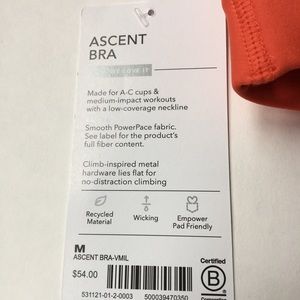 ASCENT
BRA
Made for A-C cups &
medium-impact workouts
with a low-coverage neckline
Smooth PowerPace fabric.
See label for the product's
full fiber content.
Climb-inspired metal
hardware lies flat for
no-distraction climbing
Recycled
Material
Wicking
Empower
Pad Friendly
M
ASCENT BRA-VMIL
$54.00
531121-01-2-0003 500039470350
Certified
B